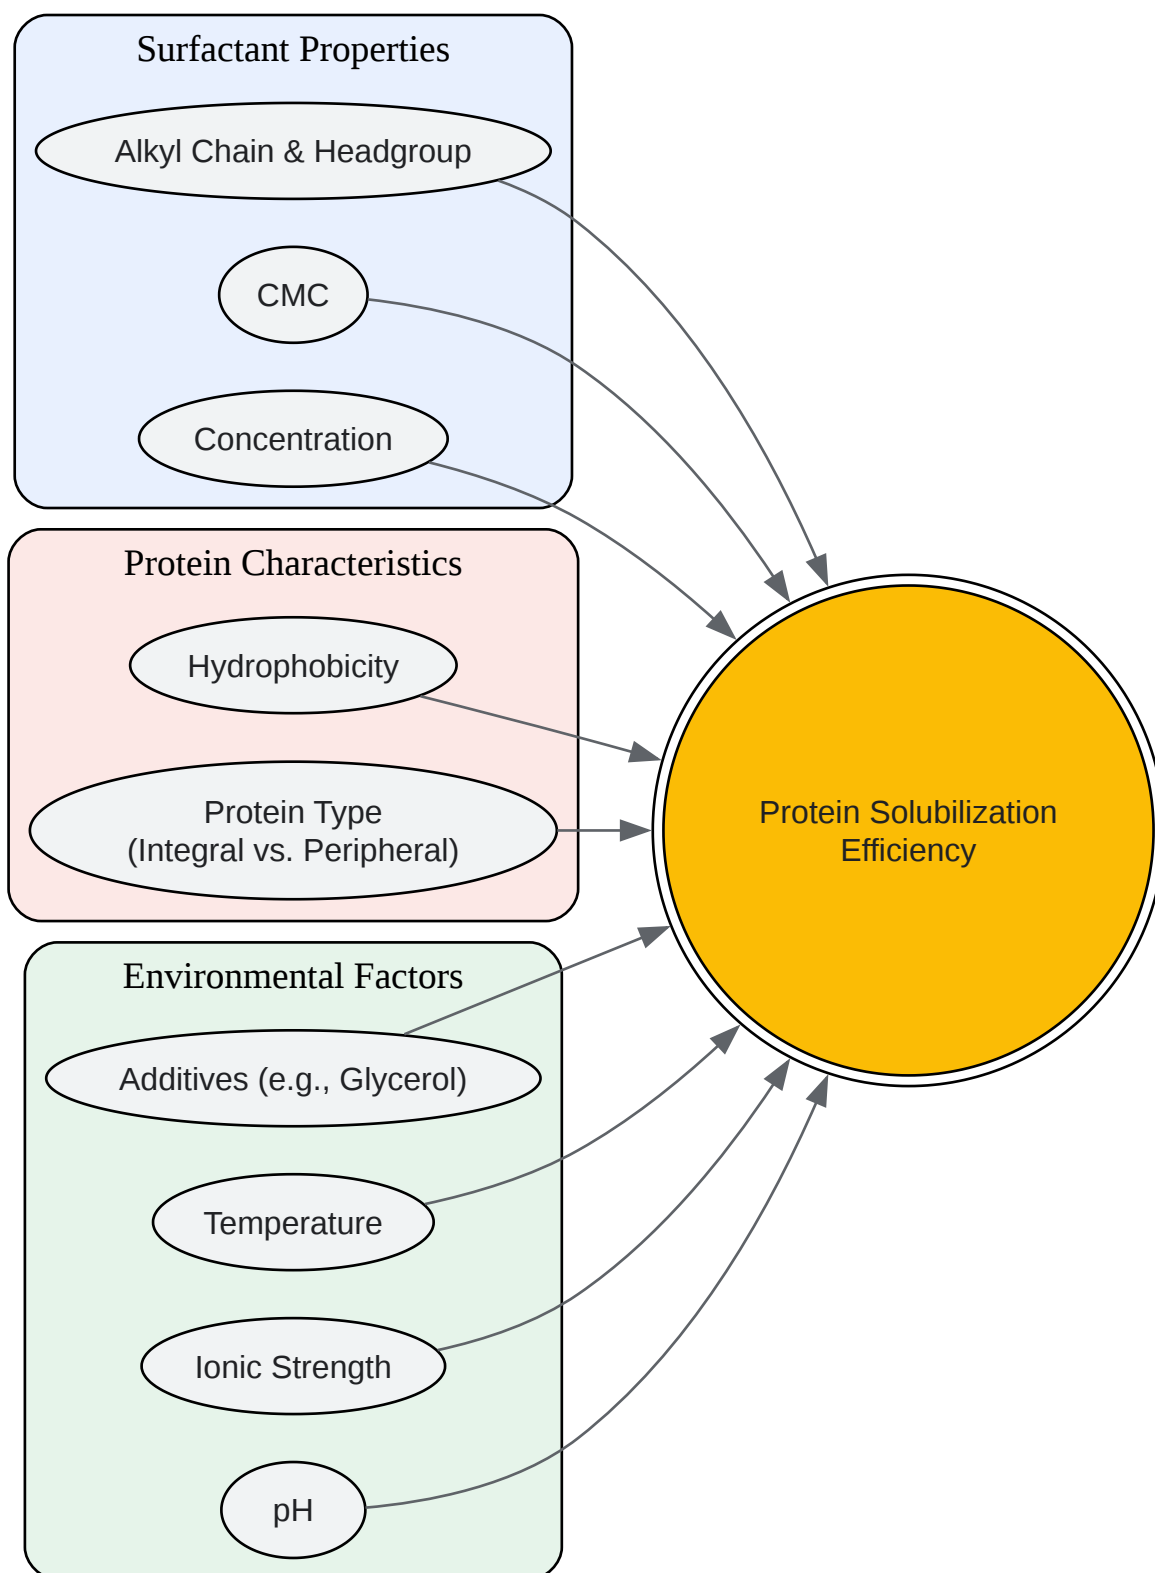 Surfactant Properties
Alkyl Chain & Headgroup
CMC
Concentration
Protein Characteristics
Hydrophobicity
Protein Type
(Integral vs. Peripheral)
Protein Solubilization
Efficiency
Environmental Factors
Additives (e.g., Glycerol)
Temperature
Ionic Strength
pH